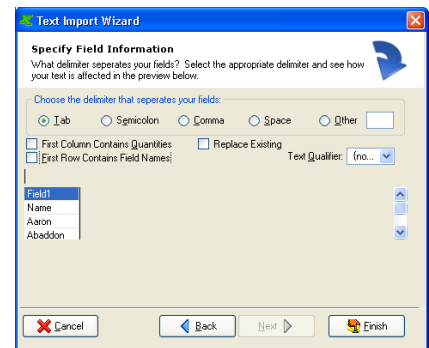 Text Import Wizard
Specify Field Information
What delimiter seperates your fields? Select the appropriate delimiter and see how
your text is affected in the preview below.
Choose the delimiter that seperates your fields:
Tab Semicolon Comma Space Other
First Column Contains Quantities Replace Existing
First Row Contains Field Names Text Qualifier: (no...
Field1
Name
Aaron
Abaddon
Cancel Back Next Finish